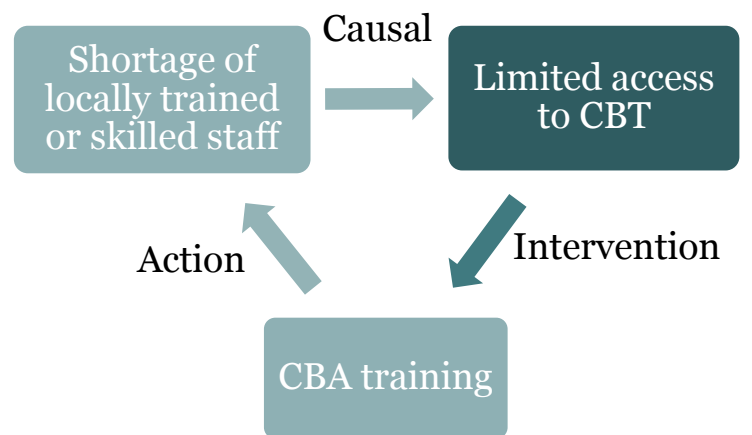 Causal
Shortage of
locally trained
or skilled staff
Limited access
to CBT
Action
Intervention
CBA training